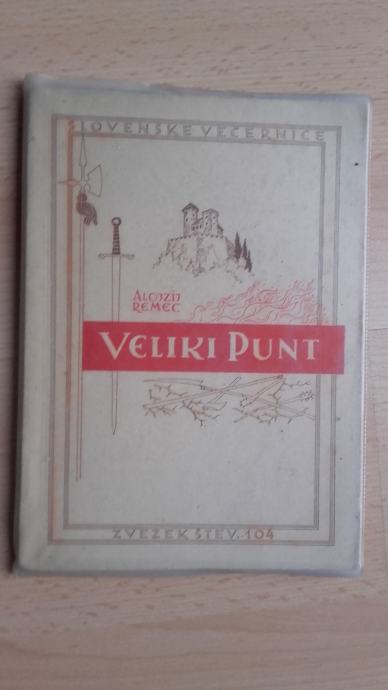 SLOVENSKE VEČERNICE
ALOJZIJ
REMEC
VELIKI PUNT
ZVEZEK ŠTEV. 104